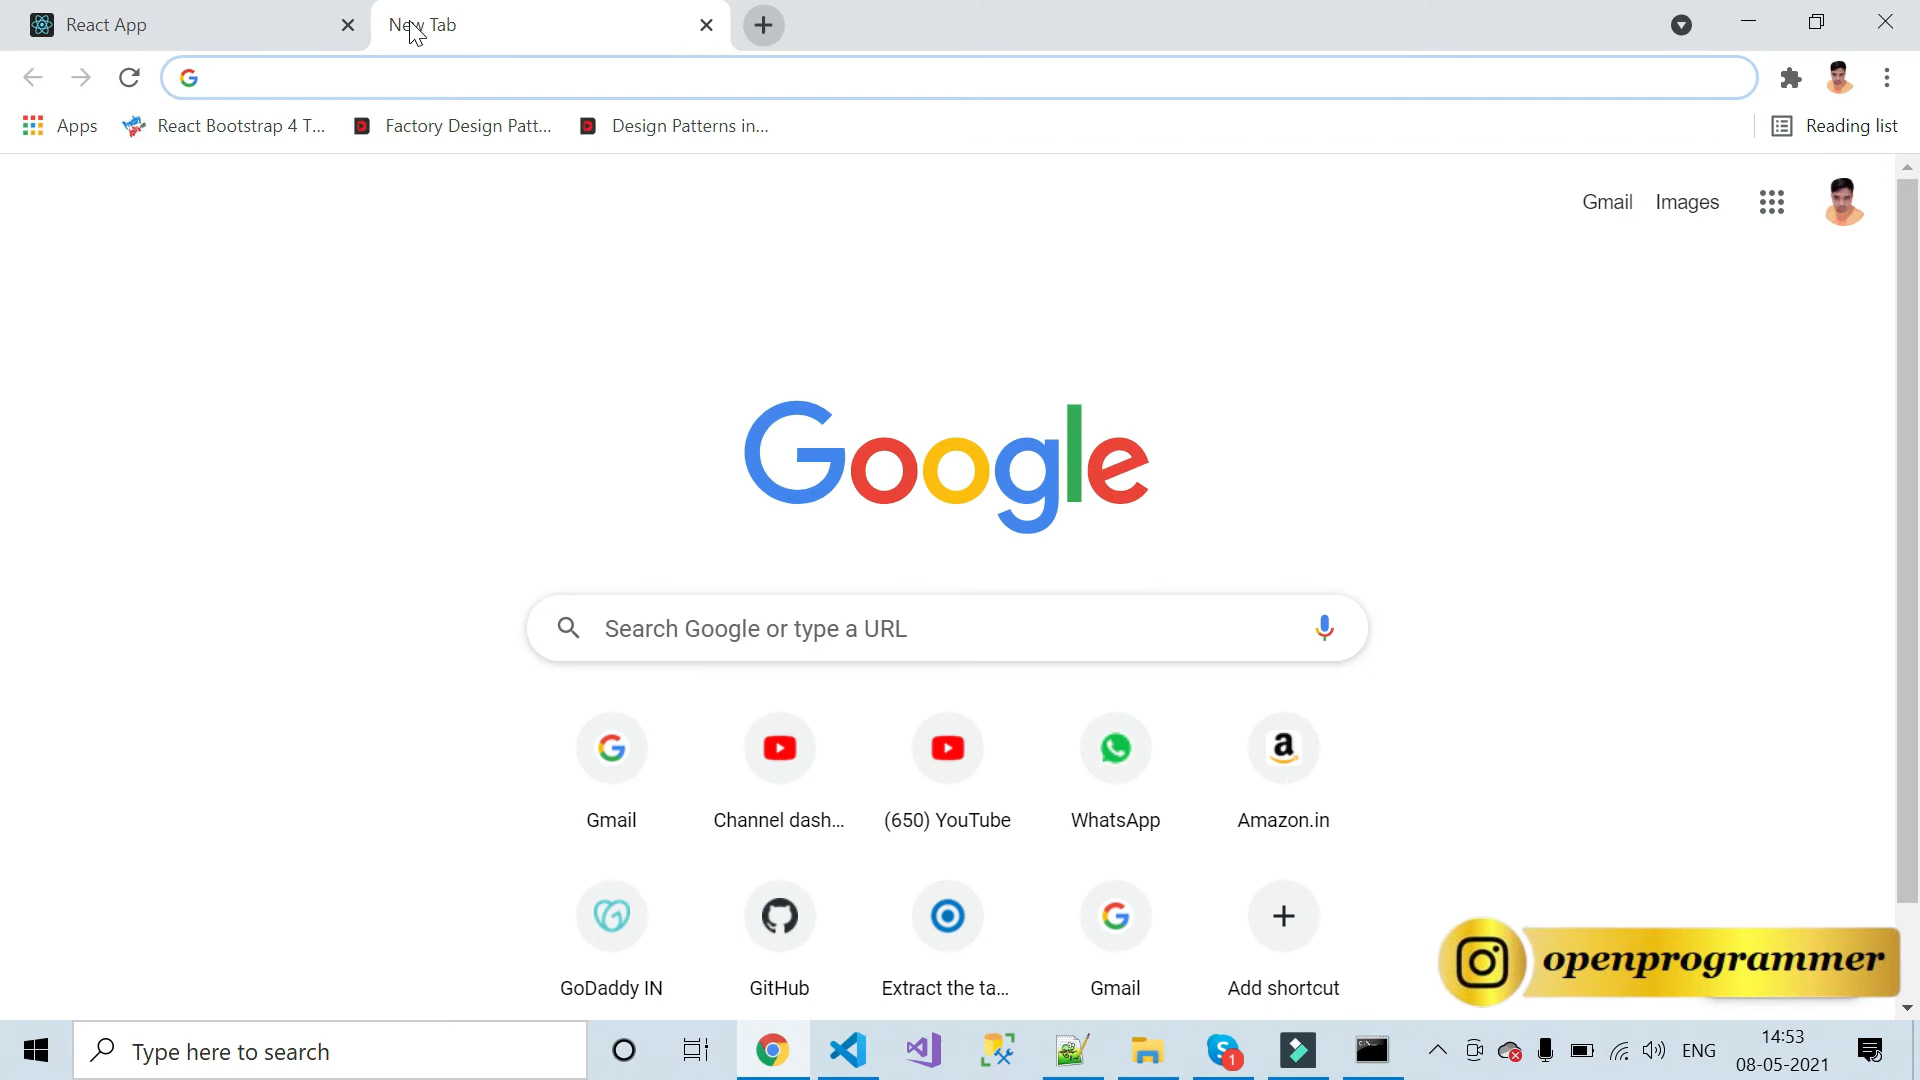 React App
New Tab
Apps
React Bootstrap 4 T...
Factory Design Patt...
Design Patterns in...
Reading list
Gmail
Images
Google
Search Google or type a URL
Gmail
Channel dash...
(650) YouTube
WhatsApp
Amazon.in
GoDaddy IN
GitHub
Extract the ta...
Gmail
Add shortcut
openprogrammer
Type here to search
1
ENG
14:53
08-05-2021